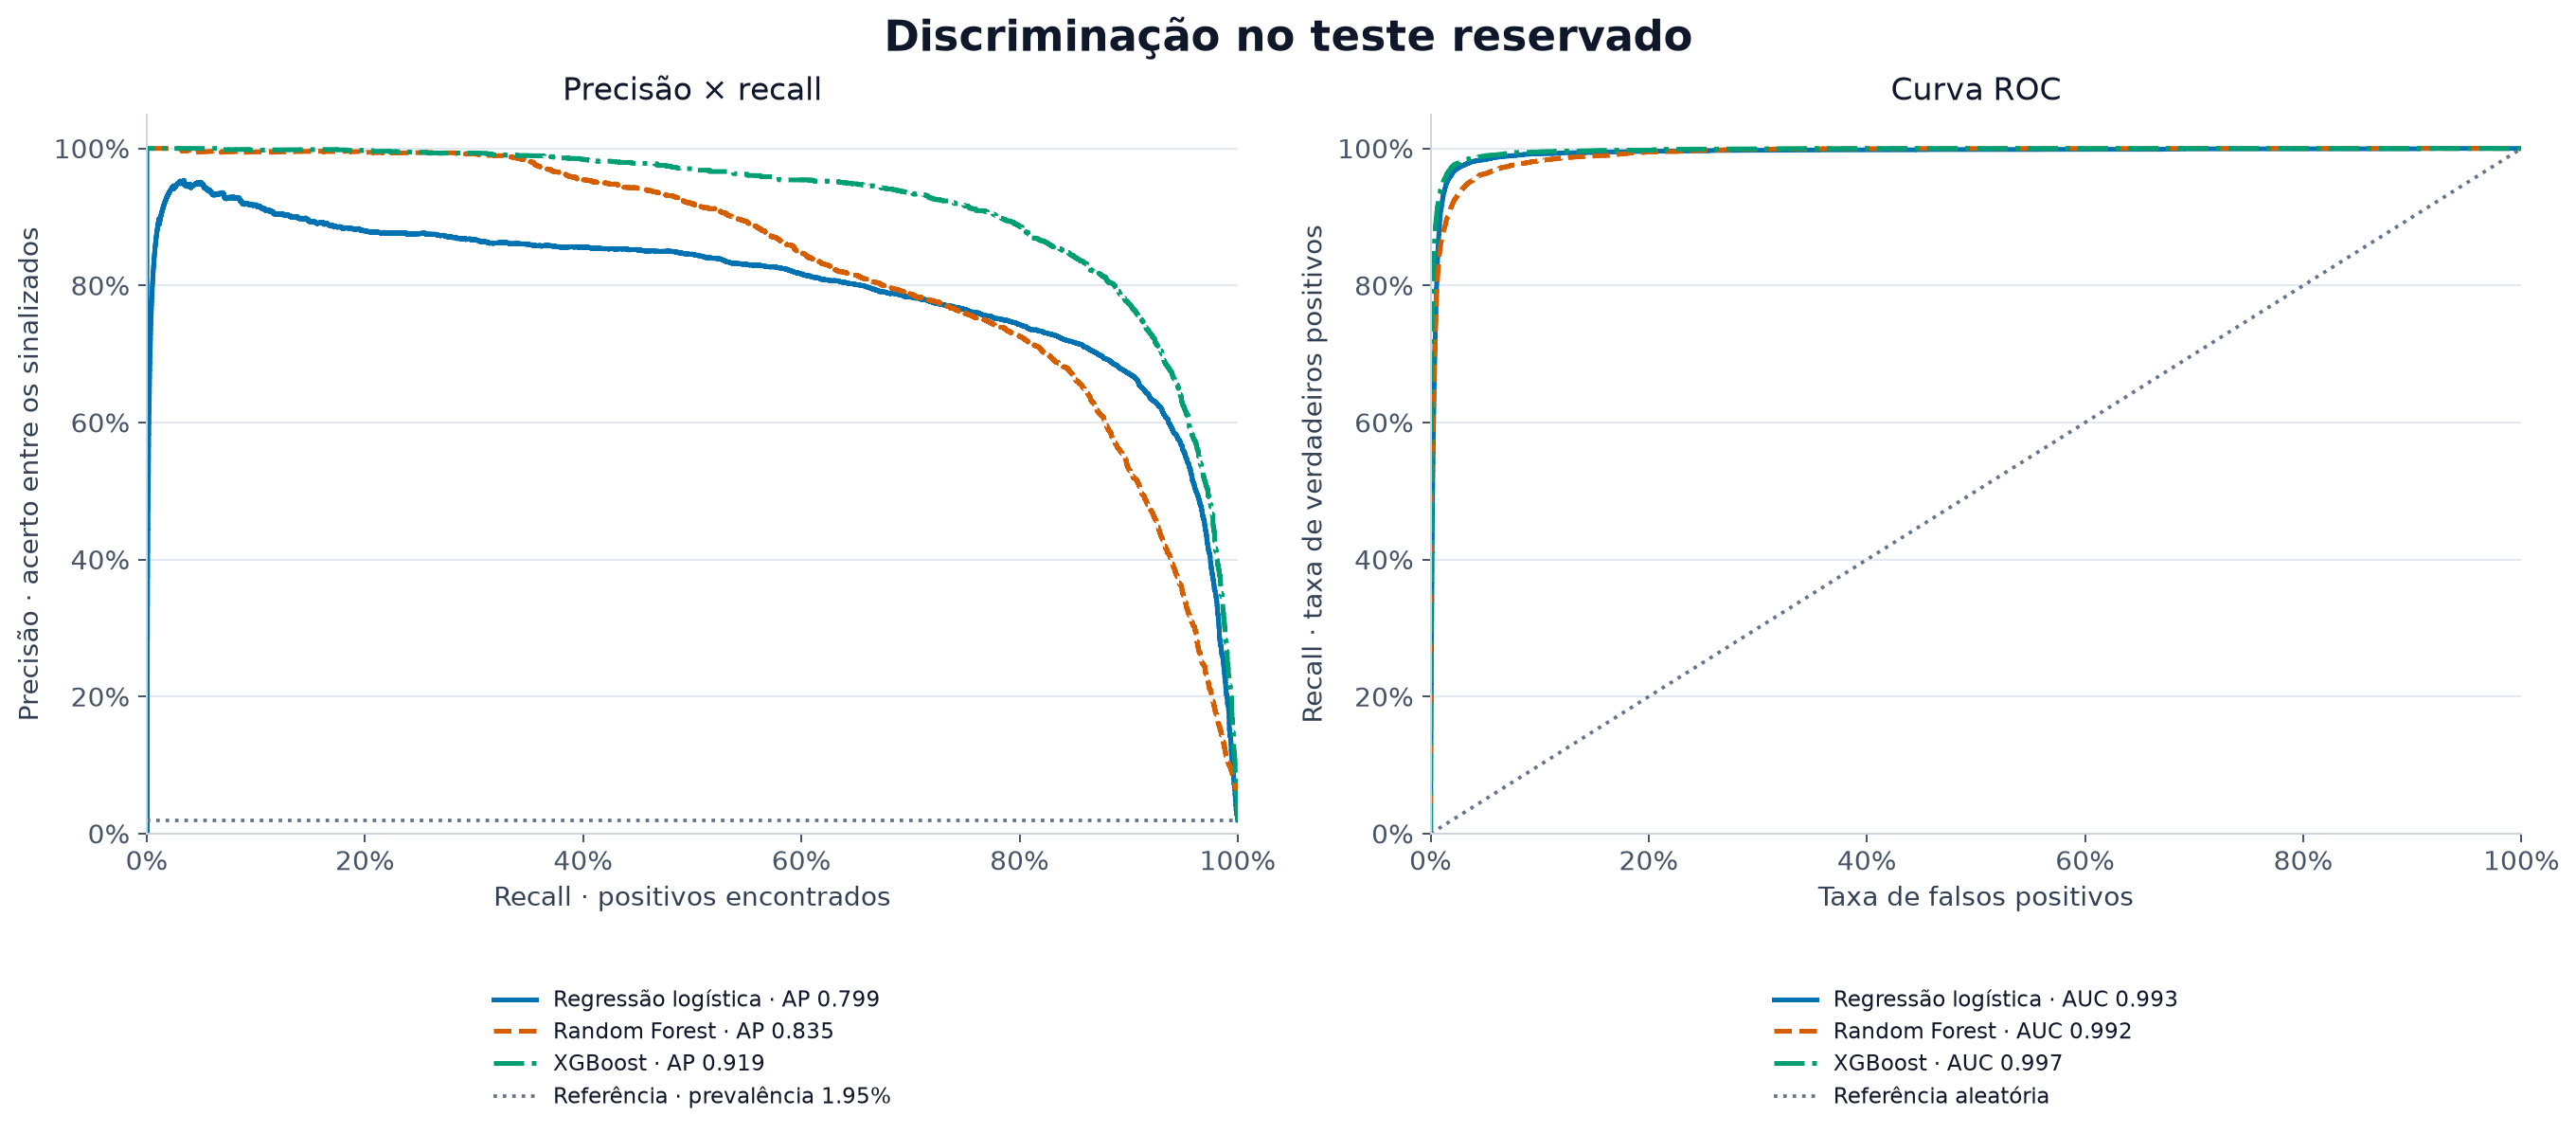 Discriminação no teste reservado
Precisão × recall
Precisão · acerto entre os sinalizados
100%
80%
60%
40%
20%
0%
0% 20% 40% 60% 80% 100%
Recall · positivos encontrados
Regressão logística · AP 0.799
Random Forest · AP 0.835
XGBoost · AP 0.919
Referência · prevalência 1.95%
Curva ROC
Recall · taxa de verdadeiros positivos
100%
80%
60%
40%
20%
0%
0% 20% 40% 60% 80% 100%
Taxa de falsos positivos
Regressão logística · AUC 0.993
Random Forest · AUC 0.992
XGBoost · AUC 0.997
Referência aleatória